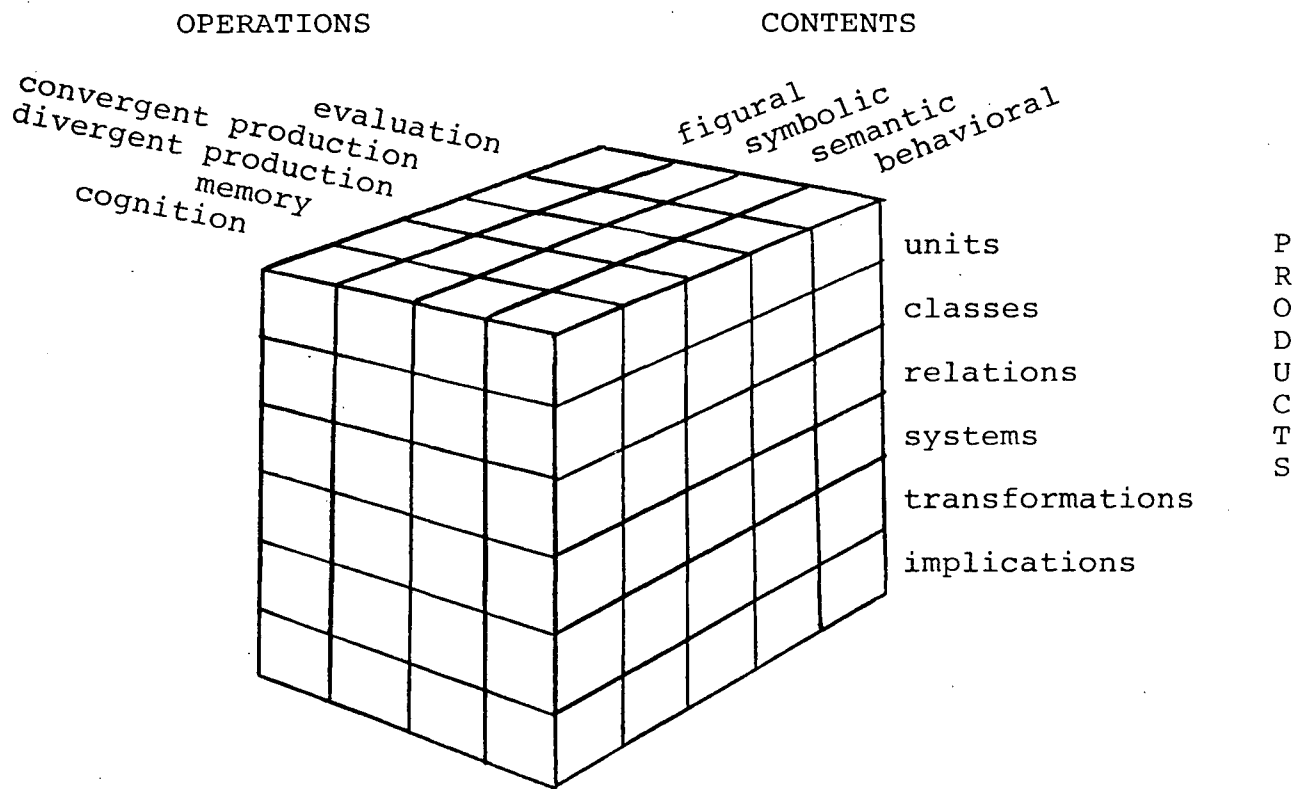 OPERATIONS
CONTENTS
evaluation
convergent production
divergent production
memory
cognition
figural
symbolic
semantic
behavioral
units
classes
relations
systems
transformations
implications
PRODUCTS